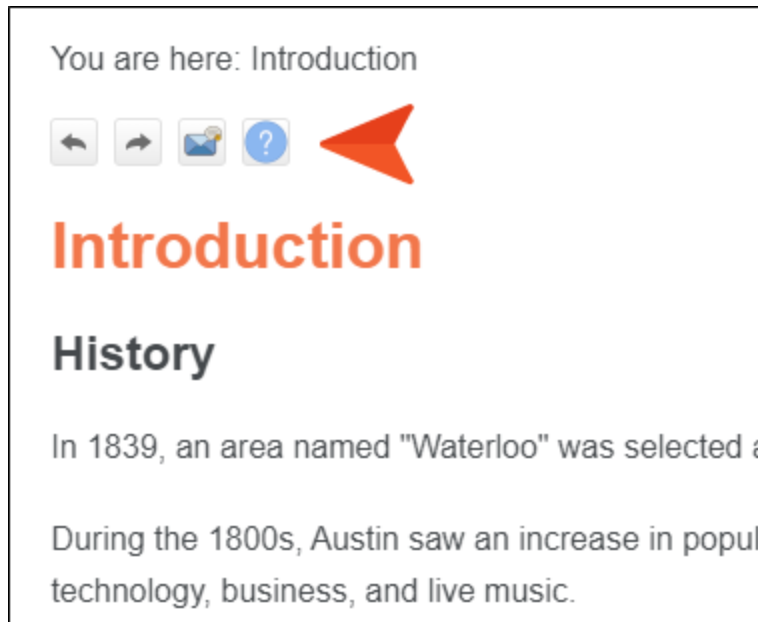 You are here: Introduction
?
Introduction
History
In 1839, an area named "Waterloo" was selected
During the 1800s, Austin saw an increase in popul
technology, business, and live music.